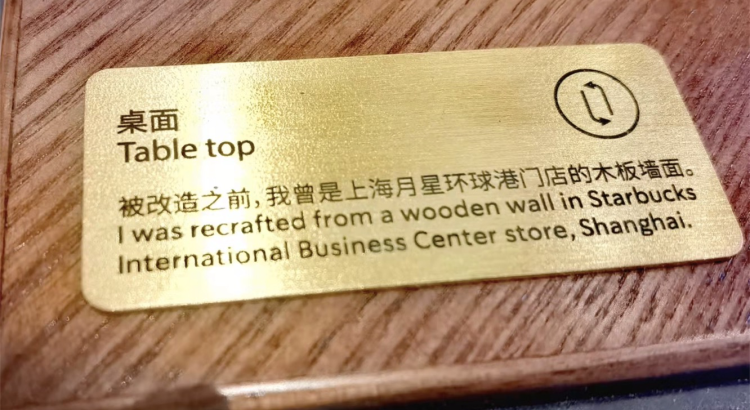 桌面
Table top
被改造之前,我曾是上海月星环球港门店的木板墙面。
I was recrafted from a wooden wall in Starbucks
International Business Center store, Shanghai.